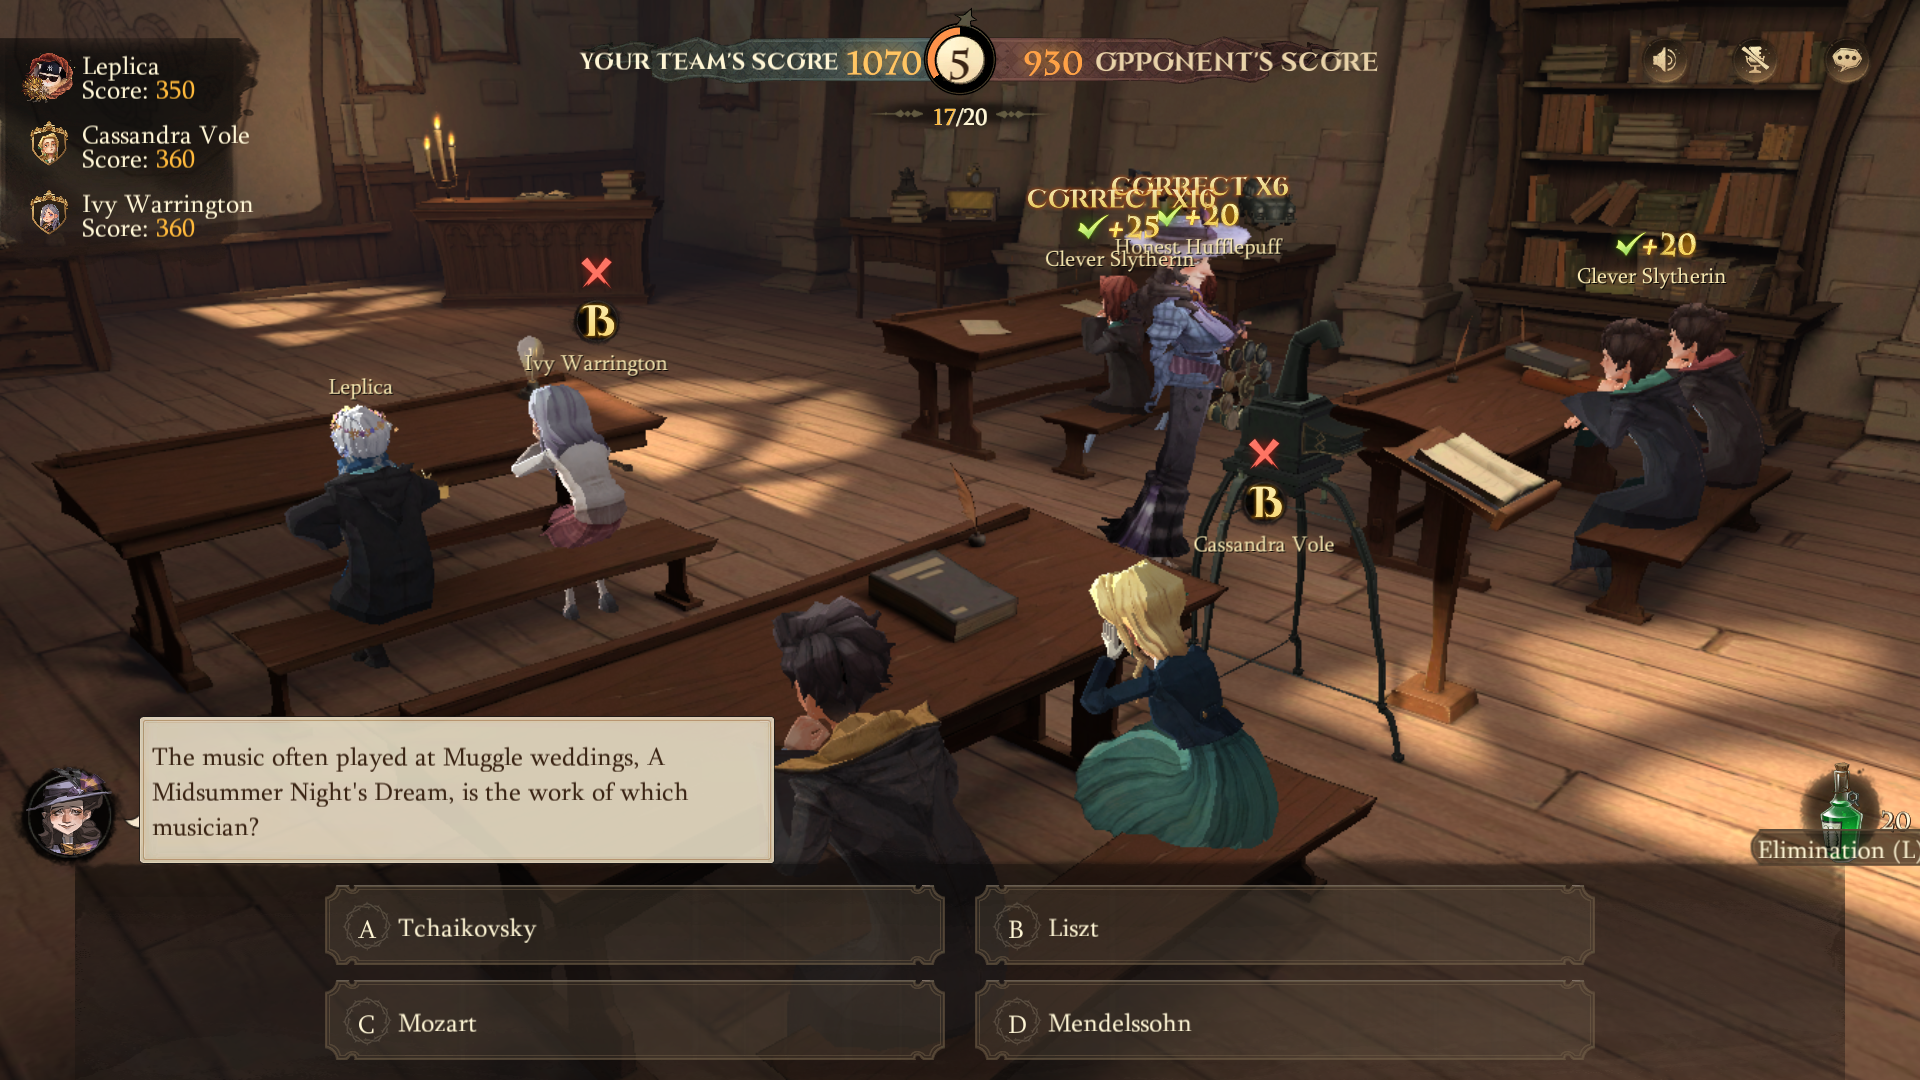 Leplica
Score: 350
Cassandra Vole
Score: 360
Ivy Warrington
Score: 360
YOUR TEAM'S SCORE 1070 5 930 OPPONENT'S SCORE
17/20
CORRECT X6
+20
Honest Hufflepuff
CORRECT X16
+25
Clever Slytherin
+20
Clever Slytherin
B
Ivy Warrington
Leplica
B
Cassandra Vole
The music often played at Muggle weddings, A
Midsummer Night's Dream, is the work of which
musician?
20
Elimination (L)
A Tchaikovsky
B Liszt
C Mozart
D Mendelssohn